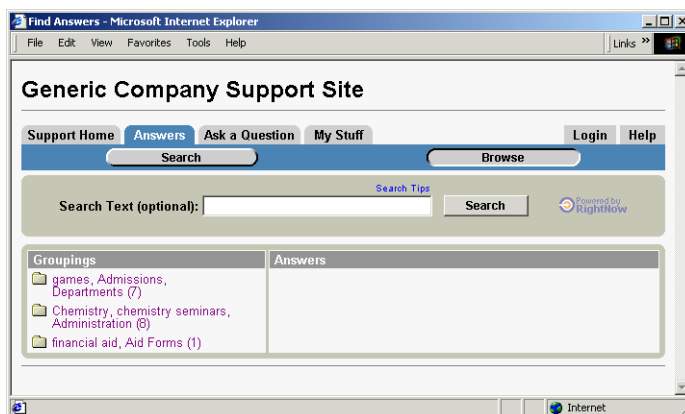 Find Answers - Microsoft Internet Explorer
File Edit View Favorites Tools Help Links »
Generic Company Support Site
Support Home Answers Ask a Question My Stuff Login Help
Search Browse
Search Tips
Search Text (optional): Search
Powered by
RightNow
Groupings Answers
games, Admissions,
Departments (7)
Chemistry, chemistry seminars,
Administration (8)
financial aid, Aid Forms (1)
Internet